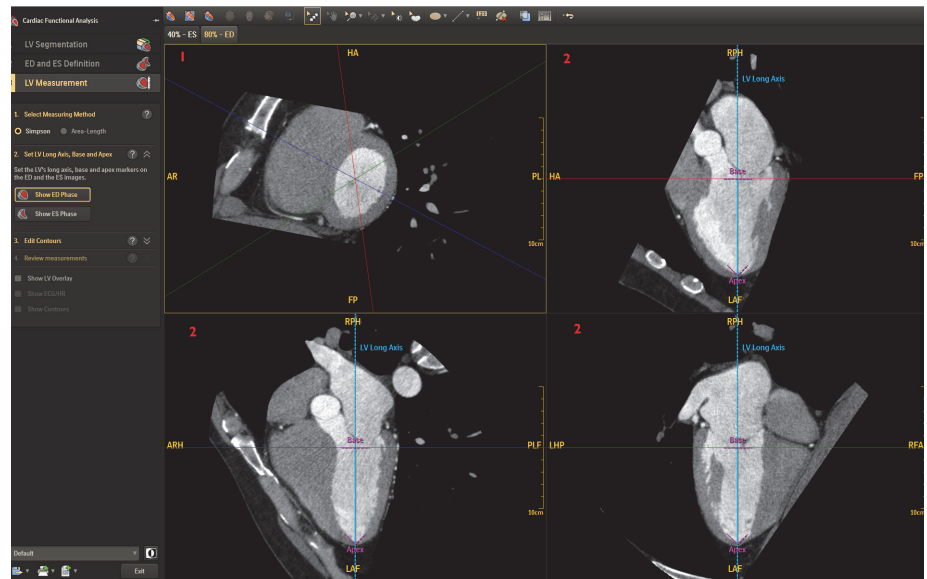 Cardiac Functional Analysis
LV Segmentation
ED and ES Definition
LV Measurement
1. Select Measuring Method ?
Simpson Area-Length
2. Set LV Long Axis, Base and Apex ?
Set the LV's long axis, base and apex markers on
the ED and the ES images.
Show ED Phase
Show ES Phase
3. Edit Contours ?
Review measurements
Show LV Overlay
Show Contours
Default
Exit
40% - ES 80% - ED
1
HA
AR
PL
10cm
FP
2
RPH
LV Long Axis
HA
Base
FP
10cm
Apex
LAF
2
RPH
LV Long Axis
ARH
Base
PLF
10cm
Apex
LAF
2
RPH
LV Long Axis
LHP
Base
RFA
10cm
Apex
LAF